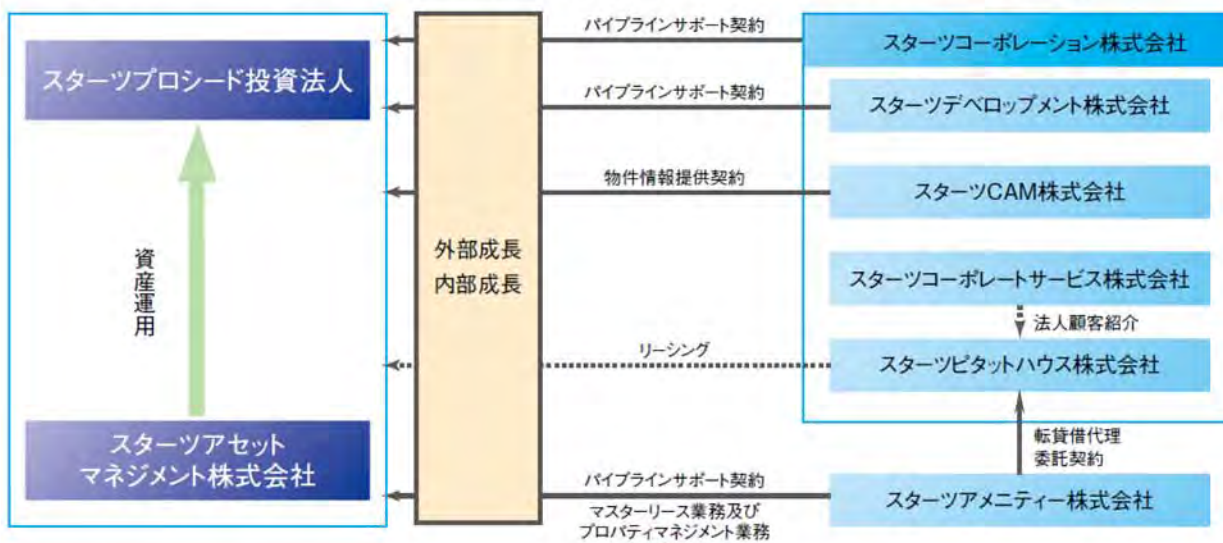 スターツプロシード投資法人
資産運用
スターツアセット
マネジメント株式会社
外部成長
内部成長
パイプラインサポート契約
パイプラインサポート契約
物件情報提供契約
リーシング
パイプラインサポート契約
マスターリース業務及び
プロパティマネジメント業務
スターツコーポレーション株式会社
スターツデベロップメント株式会社
スターツCAM株式会社
スターツコーポレートサービス株式会社
法人顧客紹介
スターツピタットハウス株式会社
転貸借代理
委託契約
スターツアメニティー株式会社